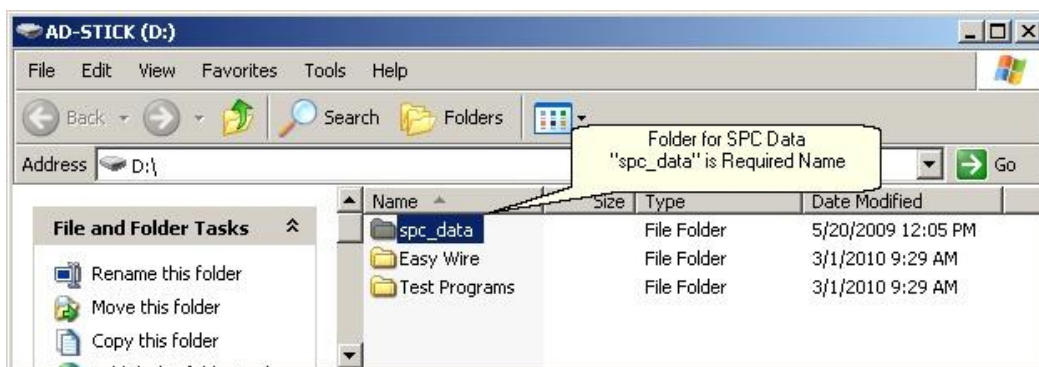 AD-STICK (D:)
File Edit View Favorites Tools Help
Back Search Folders
Folder for SPC Data
"spc_data" is Required Name
Address D:\ Go
Name Size Type Date Modified
File and Folder Tasks
spc_data File Folder 5/20/2009 12:05 PM
Easy Wire File Folder 3/1/2010 9:29 AM
Rename this folder
Test Programs File Folder 3/1/2010 9:29 AM
Move this folder
Copy this folder